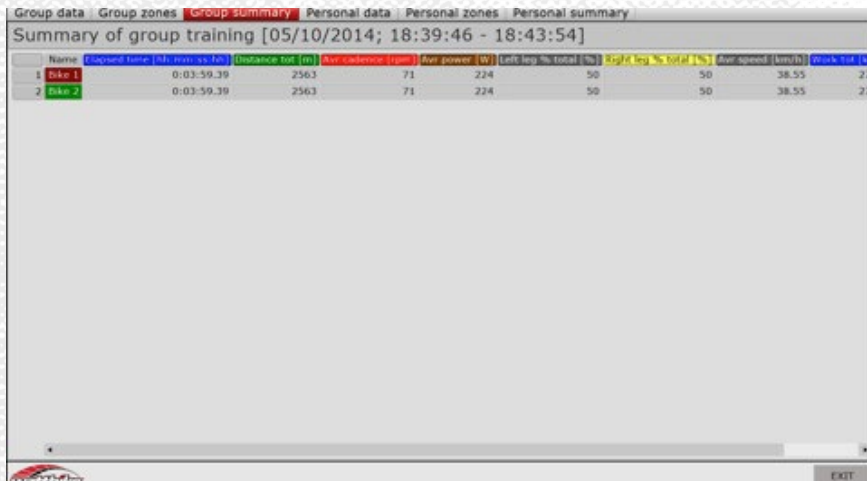 Group data Group zones Group summary Personal data Personal zones Personal summary
Summary of group training [05/10/2014; 18:39:46 - 18:43:54]
Name Elapsed time [hh:mm:ss:hh] Distance tot [m] Avr cadence [rpm] Avr power [W] Left leg % total [%] Right leg % total [%] Avr speed [km/h] Work tot
1 Bike 1 0:03:59.39 2563 71 224 50 50 38.55
2 Bike 2 0:03:59.39 2563 71 224 50 50 38.55
EXIT